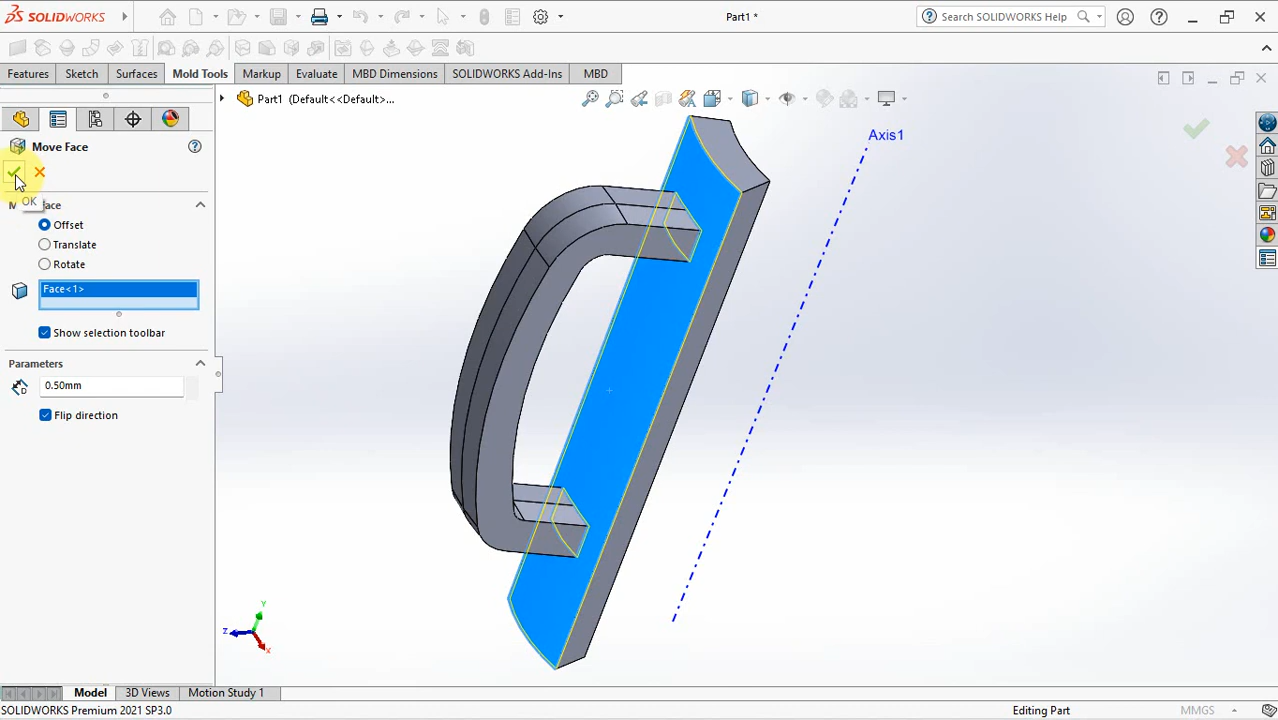 SOLIDWORKS
Part1 *
Search SOLIDWORKS Help
Features
Sketch
Surfaces
Mold Tools
Markup
Evaluate
MBD Dimensions
SOLIDWORKS Add-Ins
MBD
Part1 (Default<<Default>...
Move Face
OK
Offset
Translate
Rotate
Face<1>
Show selection toolbar
Parameters
0.50mm
Flip direction
Axis1
Y
Z
X
Model
3D Views
Motion Study 1
SOLIDWORKS Premium 2021 SP3.0
Editing Part
MMGS